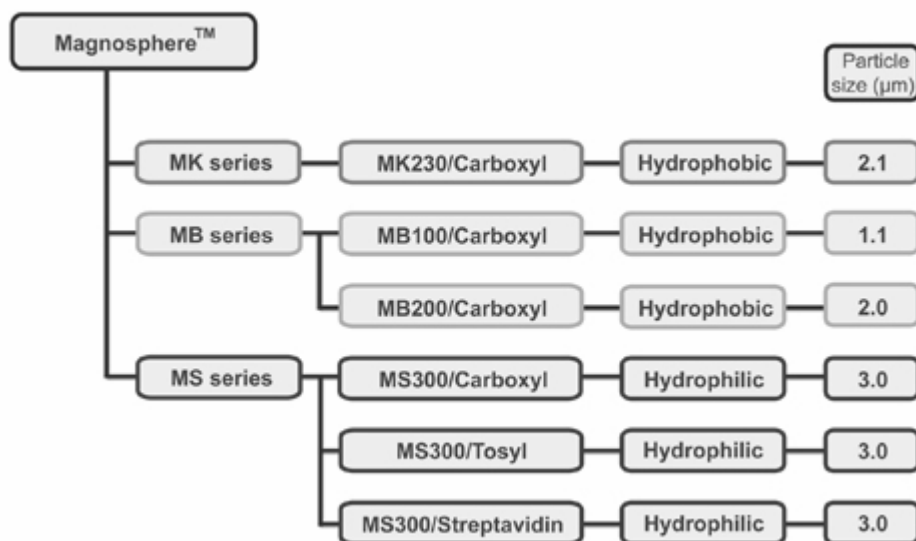 Magnosphere™
Particle
size (µm)
MK series MK230/Carboxyl Hydrophobic 2.1
MB series MB100/Carboxyl Hydrophobic 1.1
MB200/Carboxyl Hydrophobic 2.0
MS series MS300/Carboxyl Hydrophilic 3.0
MS300/Tosyl Hydrophilic 3.0
MS300/Streptavidin Hydrophilic 3.0